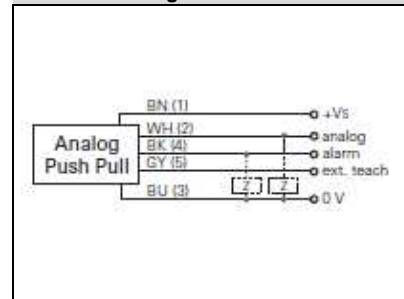 BN (1)
+Vs
WH (2)
analog
Analog
Push Pull
BK (4)
alarm
GY (5)
ext. teach
Z
Z
BU (3)
0 V